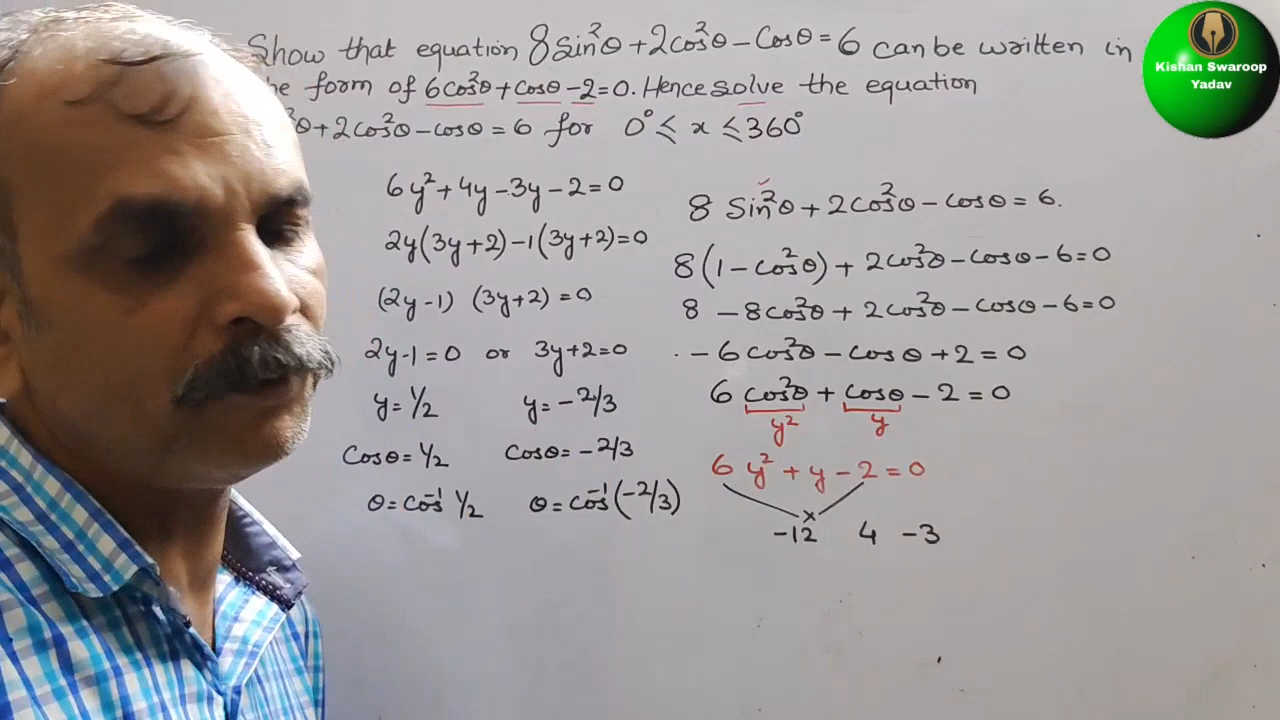 Show that equation 8sin²θ+2cos²θ-cosθ=6 can be written in
he form of 6cos²θ+cosθ-2=0. Hence solve the equation
²θ+2cos²θ-cosθ=6 for 0°≤x≤360°
6y²+4y-3y-2=0
2y(3y+2)-1(3y+2)=0
(2y-1) (3y+2)=0
2y-1=0 or 3y+2=0
y=1/2 y=-2/3
cosθ=1/2 cosθ=-2/3
θ=cos⁻¹ 1/2 θ=cos⁻¹(-2/3)
8 Sin²θ+2cos²θ-cosθ=6.
8(1-cos²θ)+2cos²θ-cosθ-6=0
8-8cos²θ+2cos²θ-cosθ-6=0
-6cos²θ-cosθ+2=0
6cos²θ+cosθ-2=0
y² y
6y²+y-2=0
×
-12 4 -3
Kishan Swaroop
Yadav